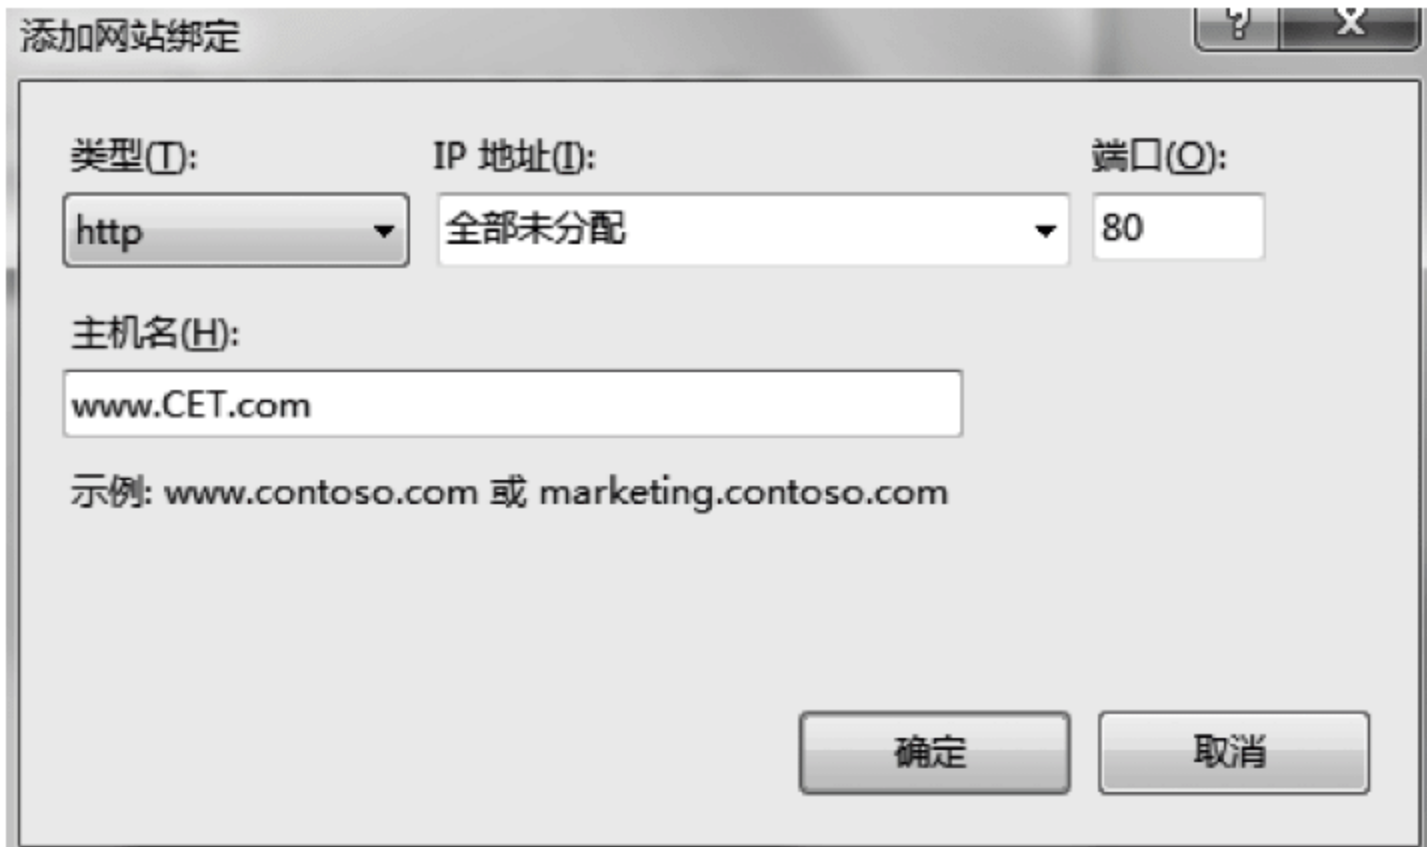 添加网站绑定
类型(T): IP 地址(I): 端口(O):
http 全部未分配 80
主机名(H):
www.CET.com
示例: www.contoso.com 或 marketing.contoso.com
确定 取消